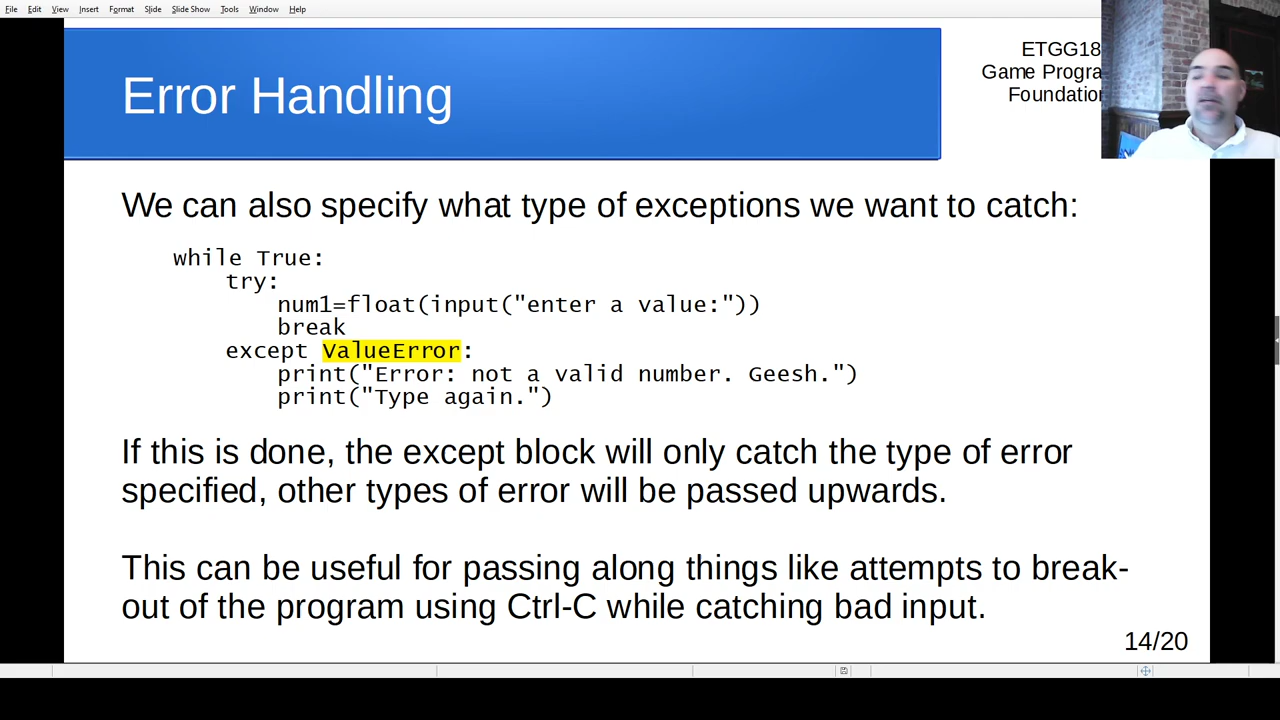 File Edit View Insert Format Slide Slide Show Tools Window Help
Error Handling
ETGG18
Game Progra
Foundation
We can also specify what type of exceptions we want to catch:
while True:
try:
num1=float(input("enter a value:"))
break
except ValueError:
print("Error: not a valid number. Geesh.")
print("Type again.")
If this is done, the except block will only catch the type of error
specified, other types of error will be passed upwards.
This can be useful for passing along things like attempts to break-
out of the program using Ctrl-C while catching bad input.
14/20